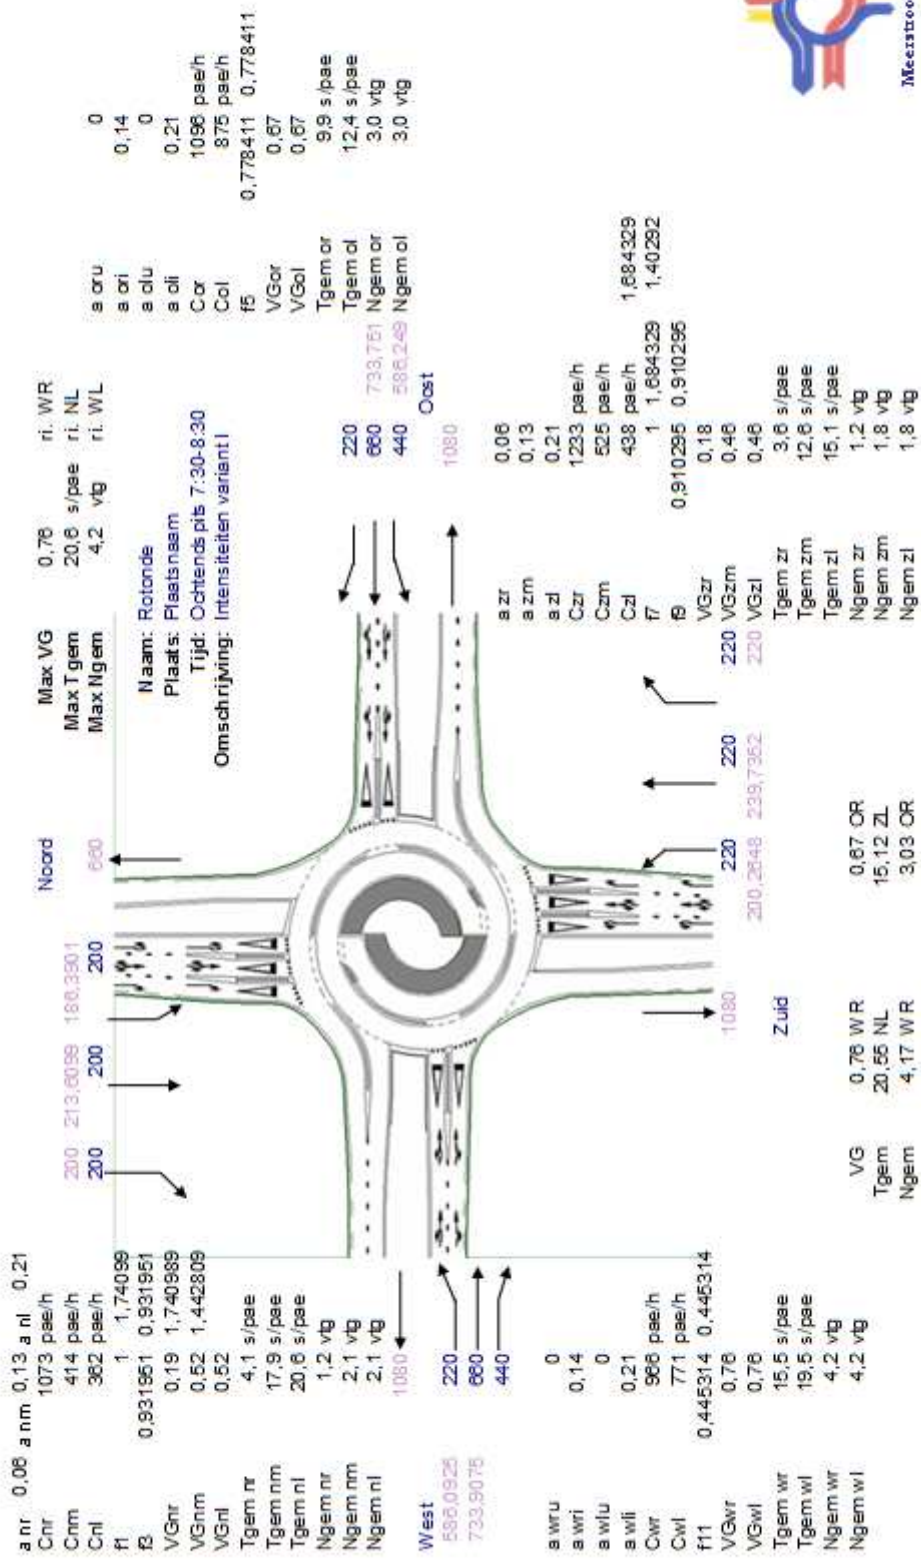 a nr 0,06 a nm 0,13 a nl 0,21
Cnr 1073 pae/h
Cnm 414 pae/h
Cnl 382 pae/h
f1 1 1,74099
f3 0,931951 0,931951
VGnr 0,19 1,740989
VGnm 0,52 1,442809
VGnl 0,52
Tgem nr 4,1 s/pae
Tgem nm 17,9 s/pae
Tgem nl 20,6 s/pae
Ngem nr 1,2 vtg
Ngem nm 2,1 vtg
Ngem nl 2,1 vtg
Noord
200 213,6099 186,3901 660
200 200 200
Max VG 0,76 ri. WR
Max Tgem 20,6 s/pae ri. NL
Max Ngem 4,2 vtg ri. WL
Naam: Rotonde
Plaats: Plaatsnaam
Tijd: Ochtendspits 7:30-8:30
Omschrijving: Intensiteiten variant I
a oru 0
a ori 0,14
a olu 0
a oli 0,21
Cor 1096 pae/h
Col 875 pae/h
f5 0,778411 0,778411
VGor 0,67
VGol 0,67
Tgem or 9,9 s/pae
Tgem ol 12,4 s/pae
Ngem or 3,0 vtg
Ngem ol 3,0 vtg
1080
West 220
586,0925 660
733,9075 440
220
660 733,751
440 586,249
Oost
1080
a wru 0
a wri 0,14
a wlu 0
a wli 0,21
Cwr 966 pae/h
Cwl 771 pae/h
f11 0,445314 0,445314
VGwr 0,76
VGwl 0,76
Tgem wr 15,5 s/pae
Tgem wl 19,5 s/pae
Ngem wr 4,2 vtg
Ngem wl 4,2 vtg
1080
Zuid
220 220 220
200,2648 239,7352 220
VG 0,76 WR 0,67 OR
Tgem 20,55 NL 15,12 ZL
Ngem 4,17 WR 3,03 OR
a zr 0,06
a zm 0,13
a zl 0,21
Czr 1233 pae/h
Czm 525 pae/h
Czl 438 pae/h
f7 1 1,684329 1,684329
f9 0,910295 0,910295 1,40292
VGzr 0,18
VGzm 0,46
VGzl 0,46
Tgem zr 3,6 s/pae
Tgem zm 12,6 s/pae
Tgem zl 15,1 s/pae
Ngem zr 1,2 vtg
Ngem zm 1,8 vtg
Ngem zl 1,8 vtg